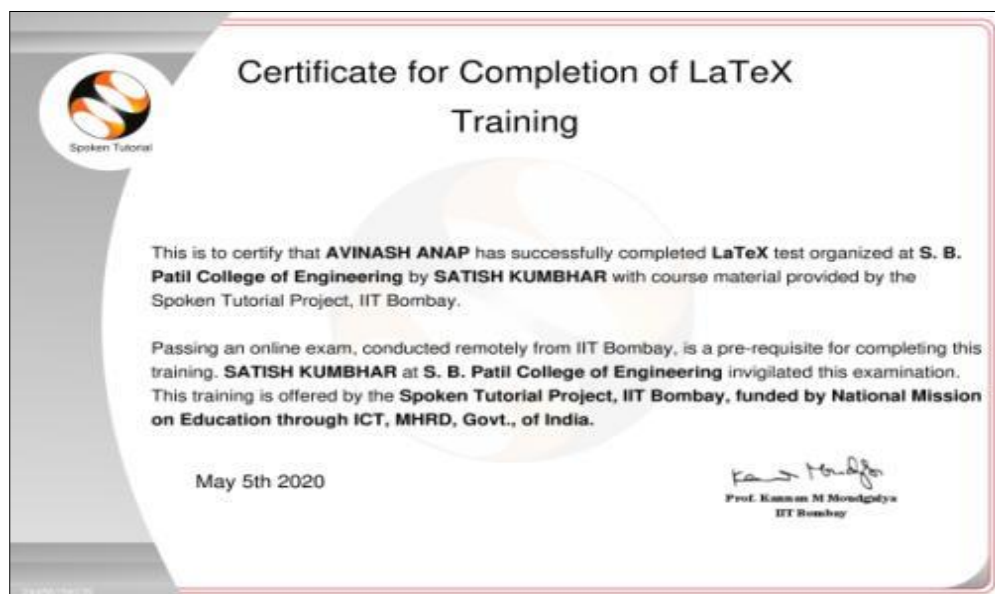 Certificate for Completion of LaTeX
Training
Spoken Tutorial
This is to certify that AVINASH ANAP has successfully completed LaTeX test organized at S. B.
Patil College of Engineering by SATISH KUMBHAR with course material provided by the
Spoken Tutorial Project, IIT Bombay.
Passing an online exam, conducted remotely from IIT Bombay, is a pre-requisite for completing this
training. SATISH KUMBHAR at S. B. Patil College of Engineering invigilated this examination.
This training is offered by the Spoken Tutorial Project, IIT Bombay, funded by National Mission
on Education through ICT, MHRD, Govt., of India.
May 5th 2020
Prof. Kannan M Moudgalya
IIT Bombay